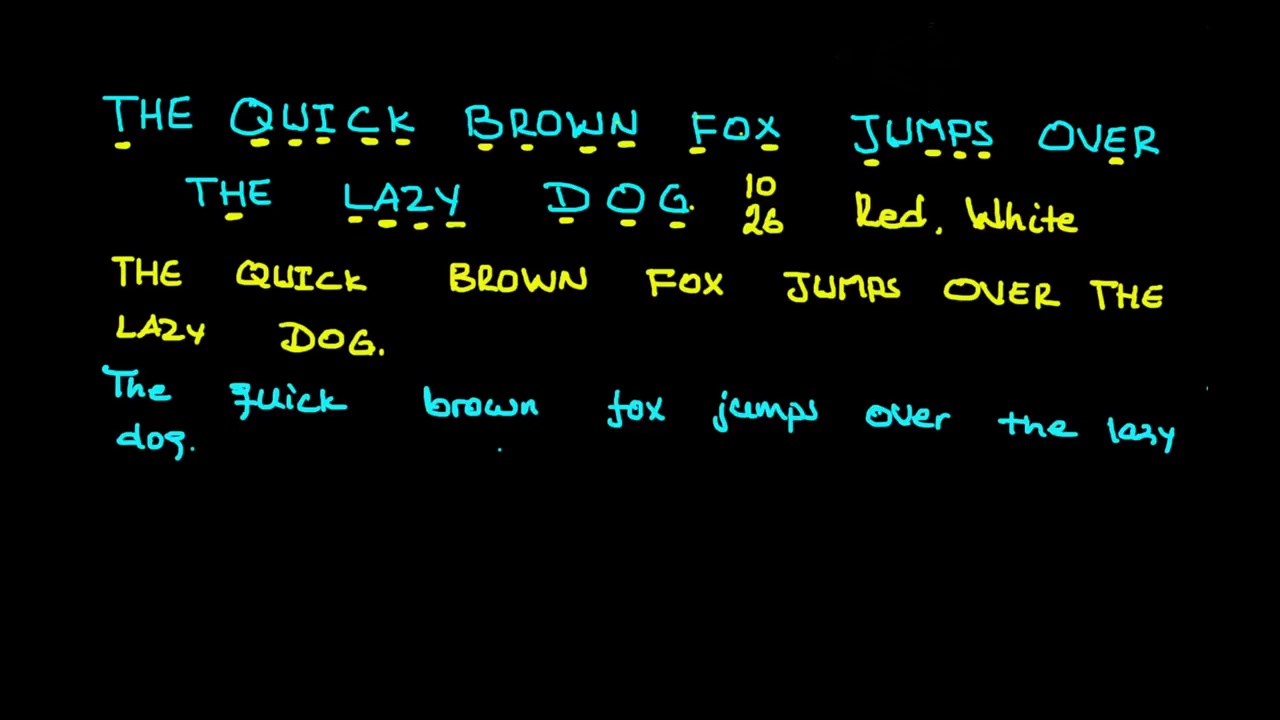 THE QUICK BROWN FOX JUMPS OVER
THE LAZY DOG. 10 26 Red, White
THE QUICK BROWN FOX JUMPS OVER THE
LAZY DOG.
The quick brown fox jumps over the lazy
dog.